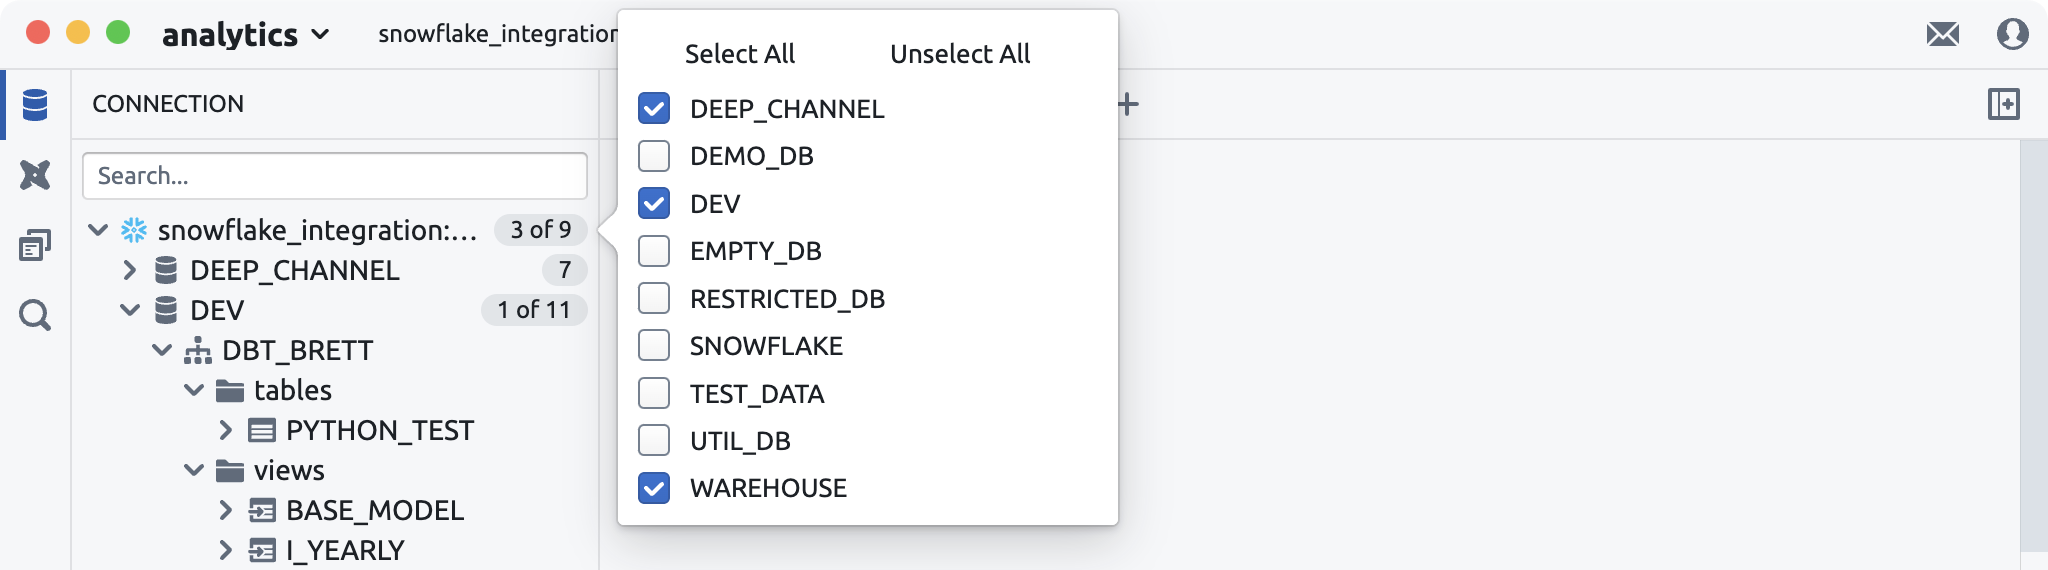 analytics
snowflake_integration
CONNECTION
Search...
snowflake_integration:... 3 of 9
DEEP_CHANNEL 7
DEV 1 of 11
DBT_BRETT
tables
PYTHON_TEST
views
BASE_MODEL
I_YEARLY
Select All Unselect All
DEEP_CHANNEL
DEMO_DB
DEV
EMPTY_DB
RESTRICTED_DB
SNOWFLAKE
TEST_DATA
UTIL_DB
WAREHOUSE